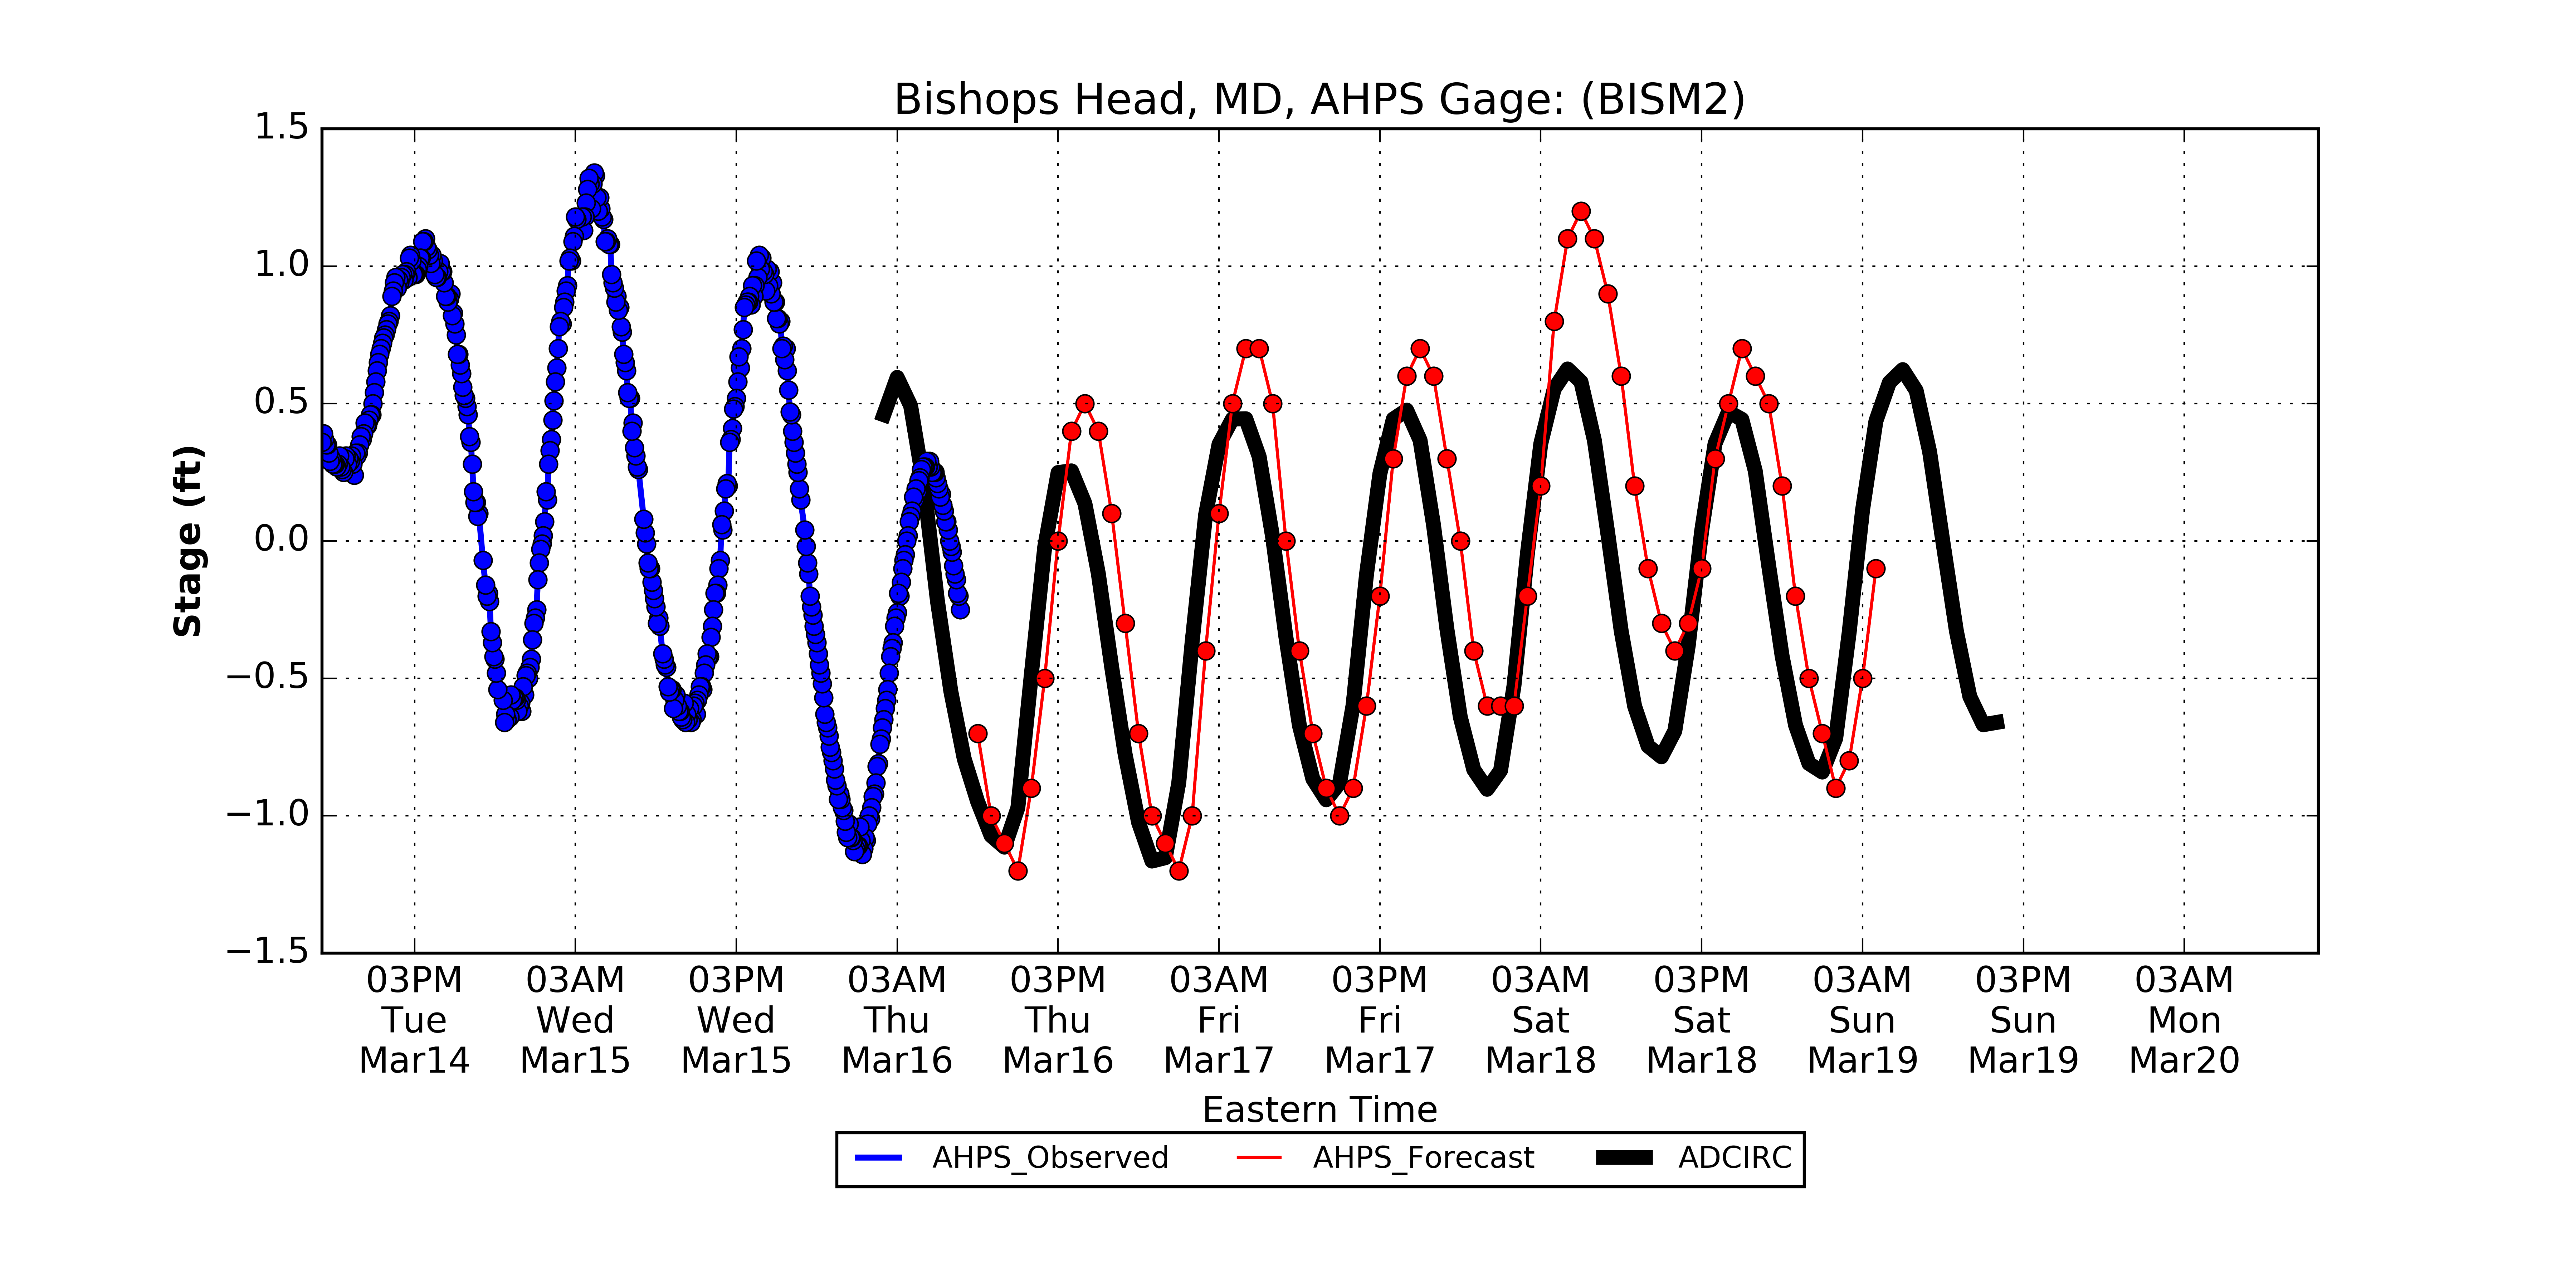 Bishops Head, MD, AHPS Gage: (BISM2)
1.5
1.0
0.5
0.0
−0.5
−1.0
−1.5
Stage (ft)
03PM 03AM 03PM 03AM 03PM 03AM 03PM 03AM 03PM 03AM 03PM 03AM
Tue Wed Wed Thu Thu Fri Fri Sat Sat Sun Sun Mon
Mar14 Mar15 Mar15 Mar16 Mar16 Mar17 Mar17 Mar18 Mar18 Mar19 Mar19 Mar20
Eastern Time
AHPS_Observed AHPS_Forecast ADCIRC